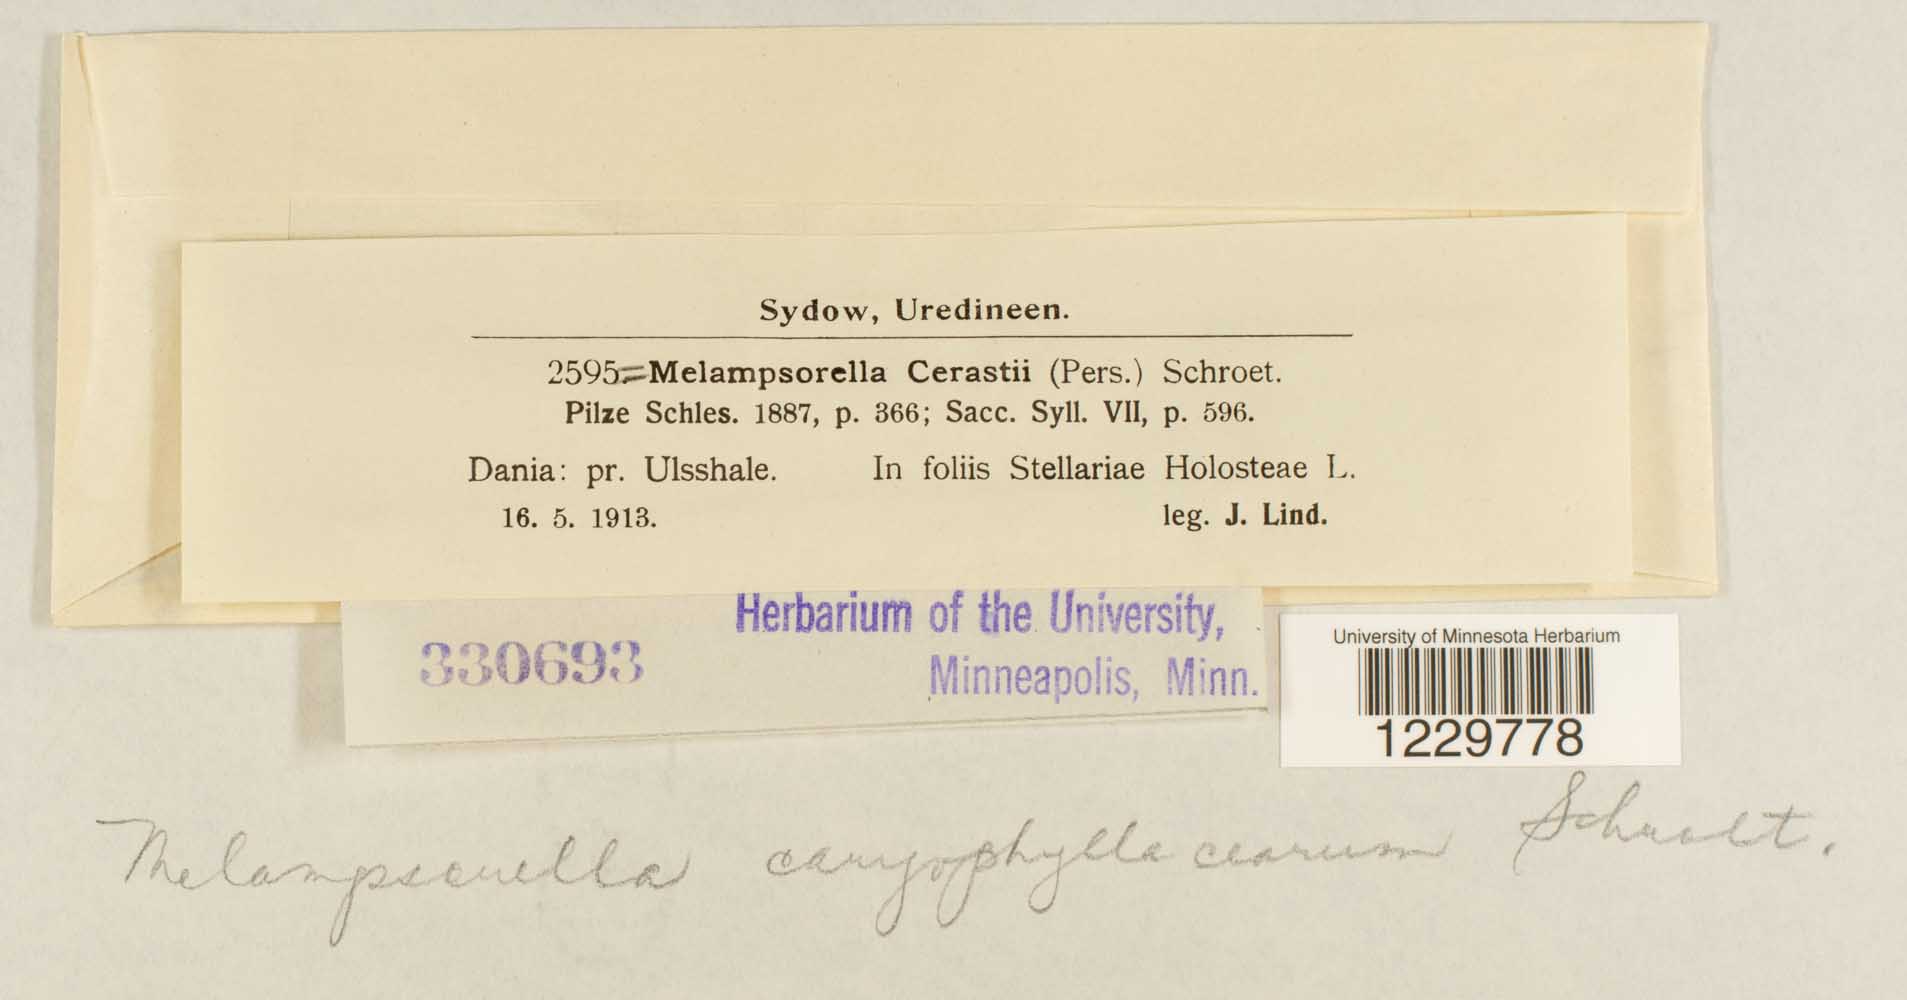 Sydow, Uredineen.
2595=Melampsorella Cerastii (Pers.) Schroet.
Pilze Schles. 1887, p. 366; Sacc. Syll. VII, p. 596.
Dania: pr. Ulsshale. In foliis Stellariae Holosteae L.
16. 5. 1913. leg. J. Lind.
Herbarium of the University,
Minneapolis, Minn.
330693
University of Minnesota Herbarium
1229778
Melampsorella caryophyllacearum Schroet.